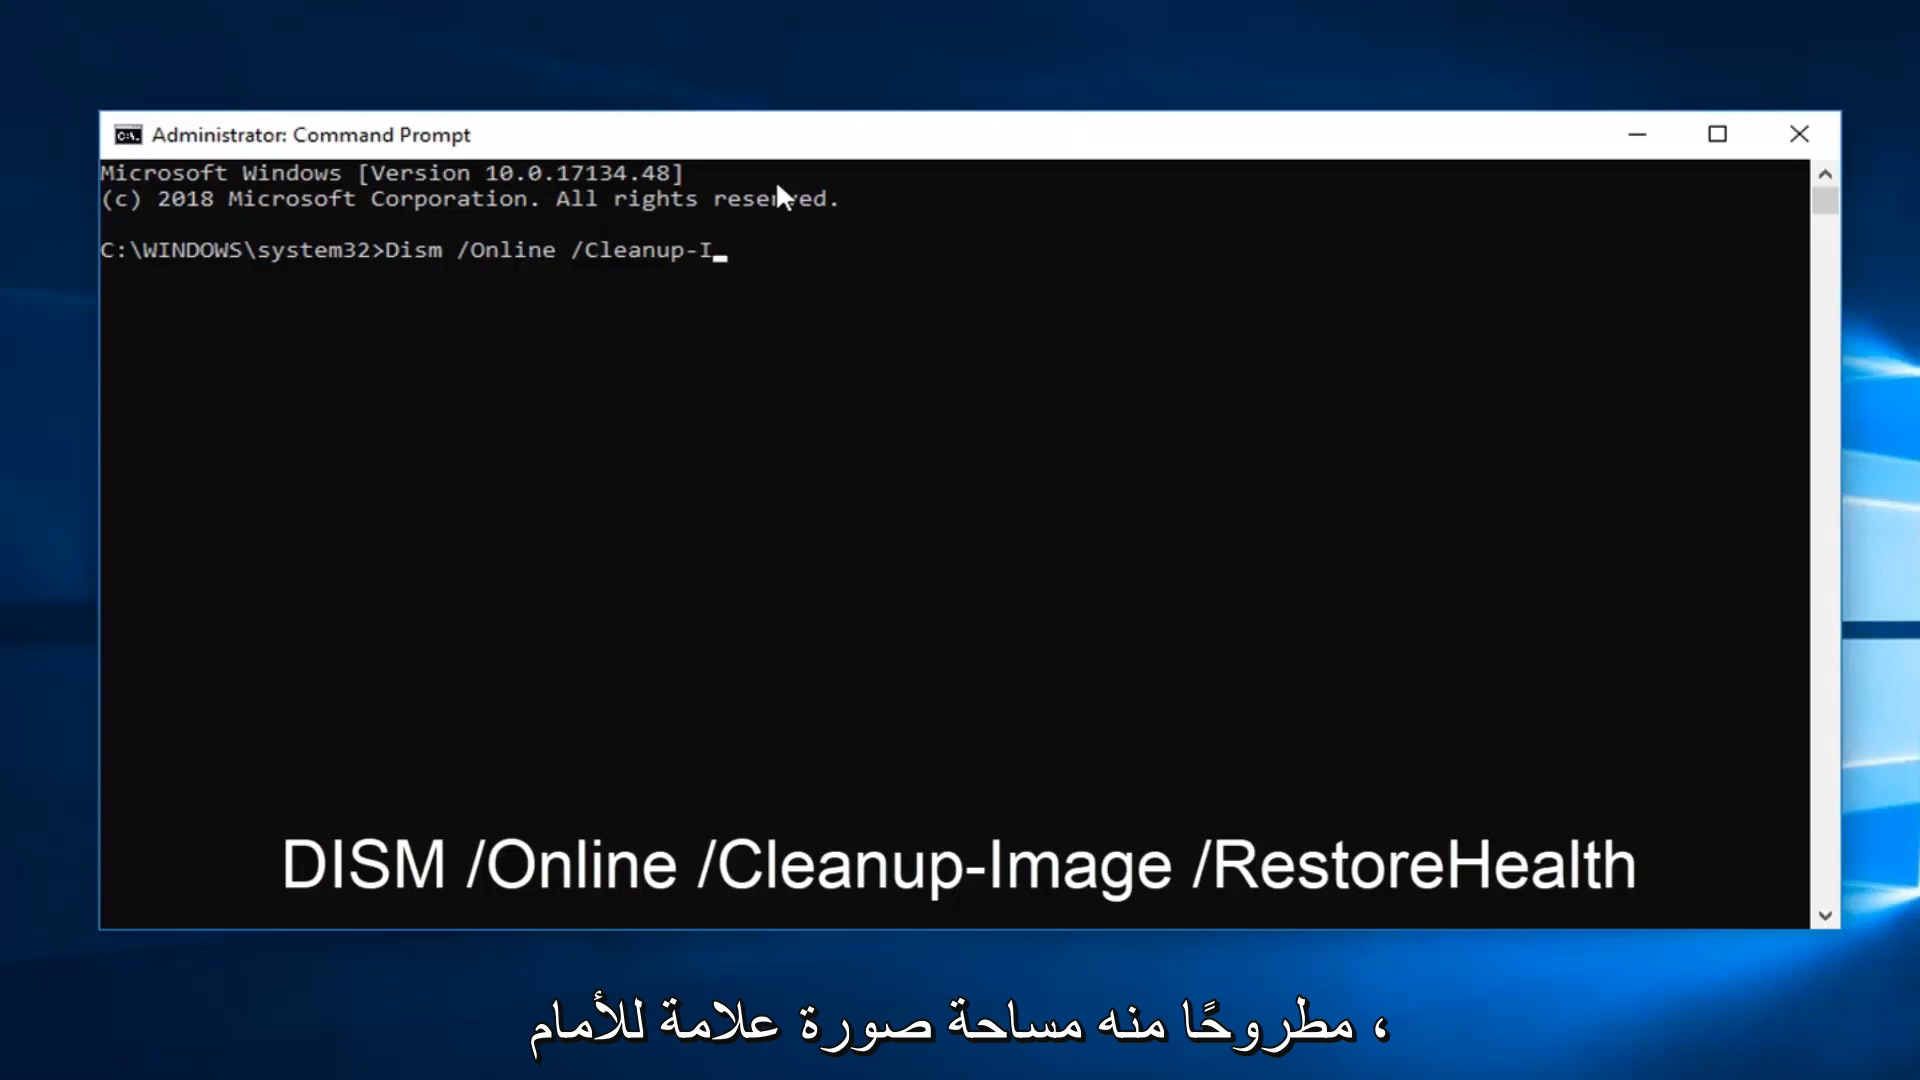 Administrator: Command Prompt
Microsoft Windows [Version 10.0.17134.48]
(c) 2018 Microsoft Corporation. All rights reserved.
C:\WINDOWS\system32>Dism /Online /Cleanup-I
DISM /Online /Cleanup-Image /RestoreHealth
، مطروحًا منه مساحة صورة علامة للأمام